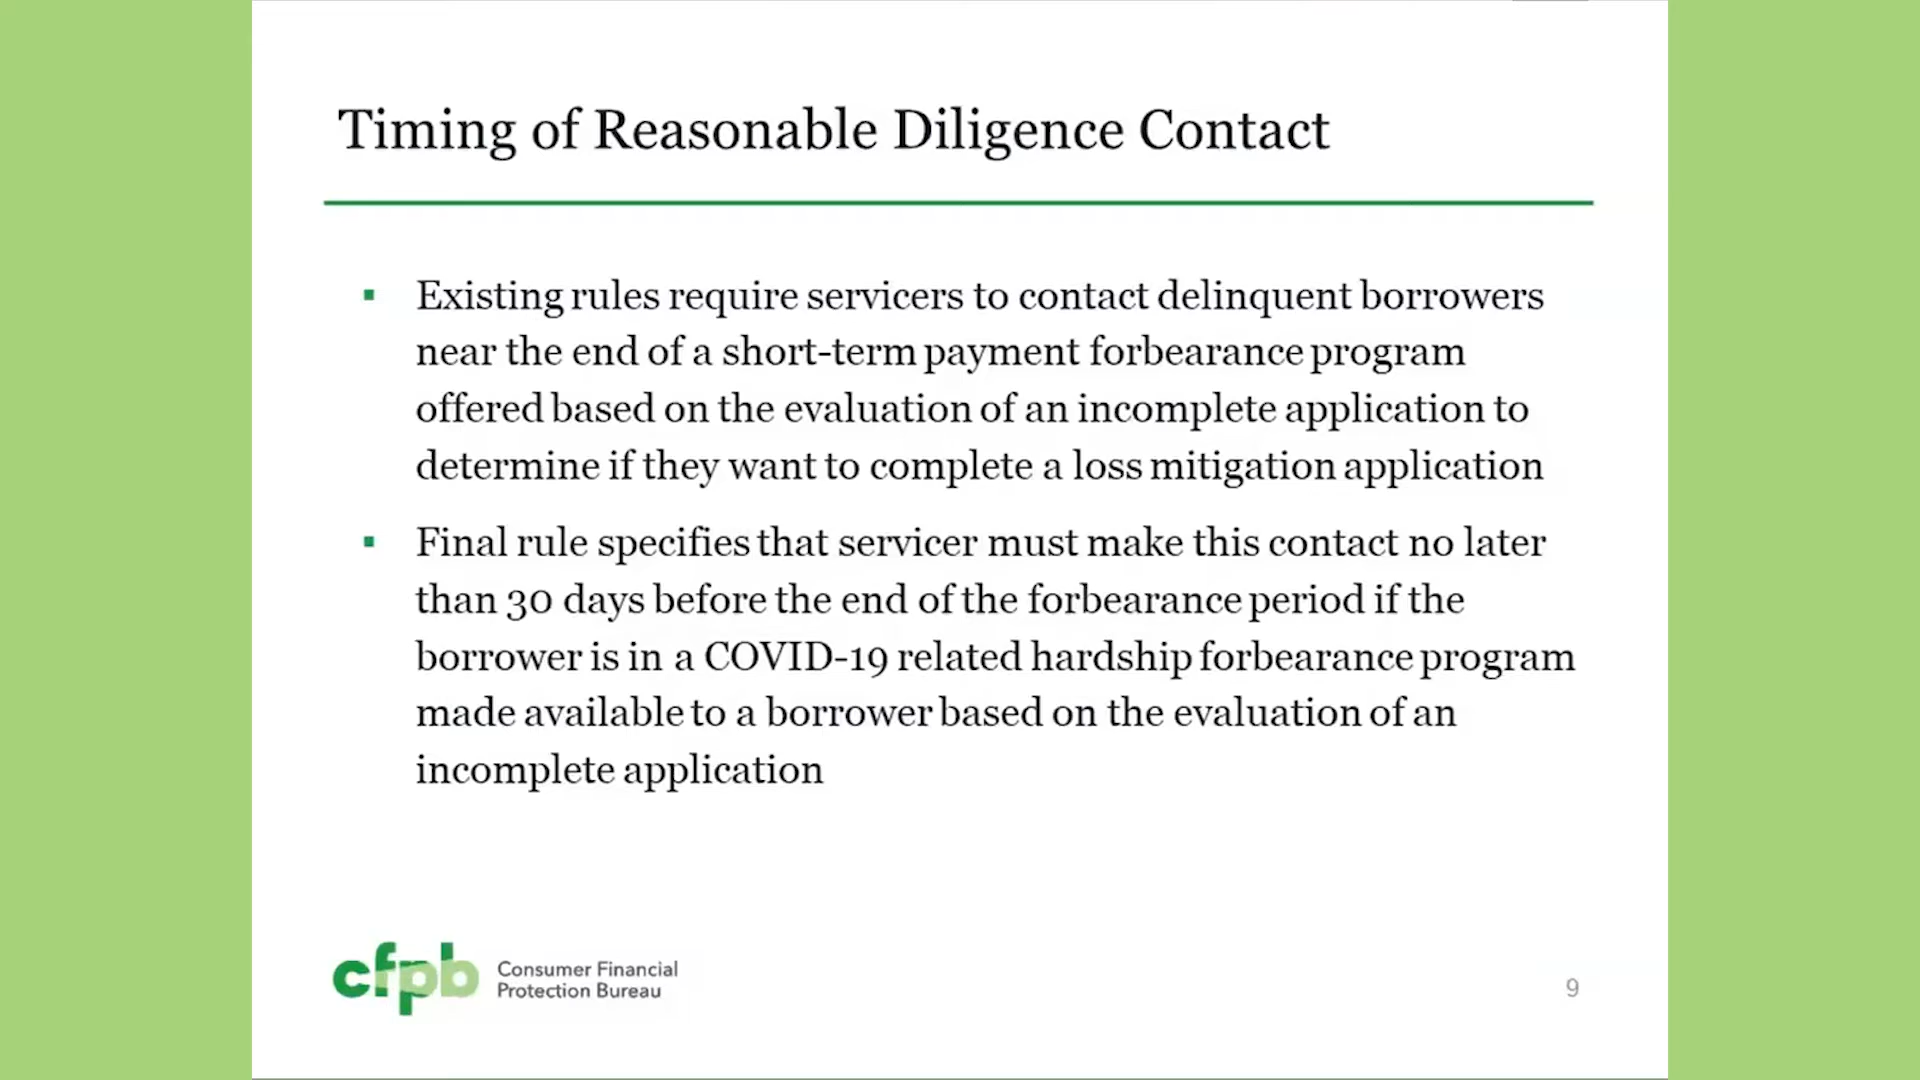 Timing of Reasonable Diligence Contact
▪ Existing rules require servicers to contact delinquent borrowers
near the end of a short-term payment forbearance program
offered based on the evaluation of an incomplete application to
determine if they want to complete a loss mitigation application
▪ Final rule specifies that servicer must make this contact no later
than 30 days before the end of the forbearance period if the
borrower is in a COVID-19 related hardship forbearance program
made available to a borrower based on the evaluation of an
incomplete application
cfpb
Consumer Financial
Protection Bureau
9